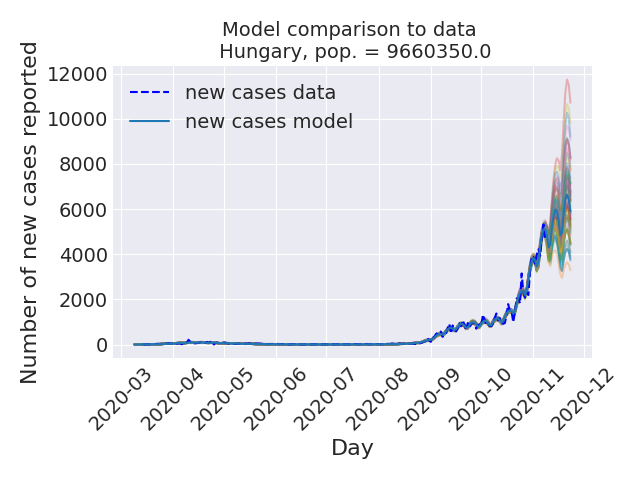 Model comparison to data
Hungary, pop. = 9660350.0
Number of new cases reported
12000
10000
8000
6000
4000
2000
0
new cases data
new cases model
2020-03
2020-04
2020-05
2020-06
2020-07
2020-08
2020-09
2020-10
2020-11
2020-12
Day